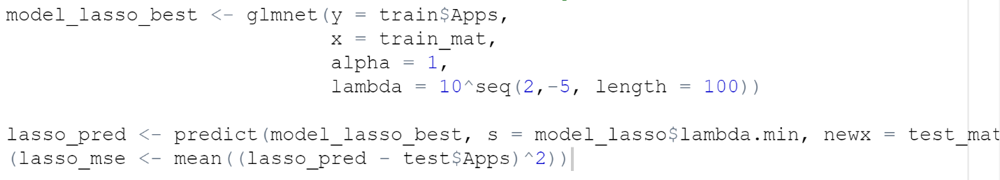 model_lasso_best <- glmnet(y = train$Apps,
x = train_mat,
alpha = 1,
lambda = 10^seq(2,-5, length = 100))
lasso_pred <- predict(model_lasso_best, s = model_lasso$lambda.min, newx = test_mat
(lasso_mse <- mean((lasso_pred - test$Apps)^2))